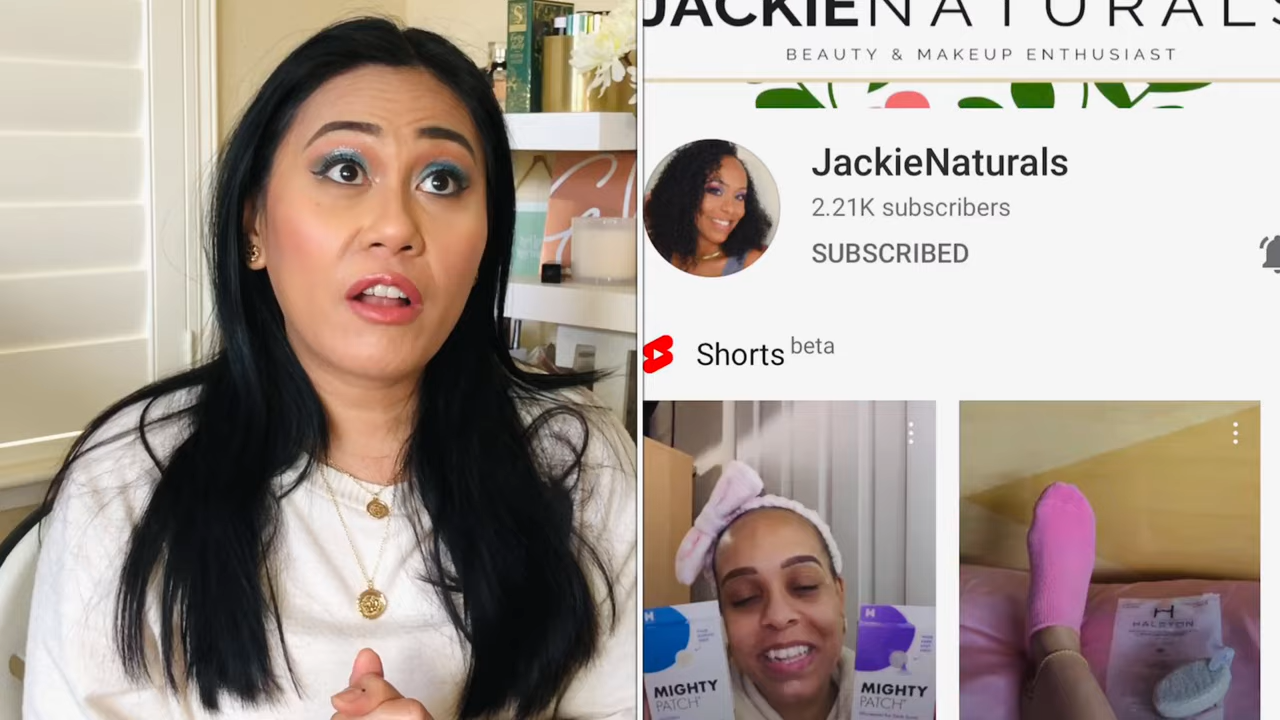 JACKIENATURALS
BEAUTY & MAKEUP ENTHUSIAST
JackieNaturals
2.21K subscribers
SUBSCRIBED
Shorts beta
MIGHTY
PATCH
MIGHTY
PATCH
H
HALSTON